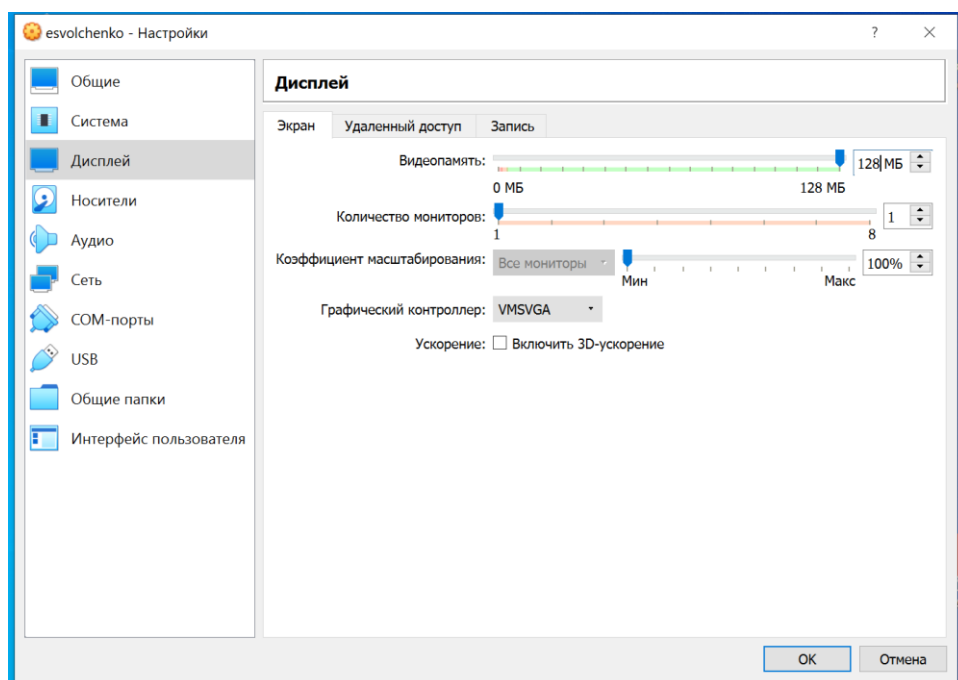 esvolchenko - Настройки ? ×
Общие
Система
Дисплей
Носители
Аудио
Сеть
COM-порты
USB
Общие папки
Интерфейс пользователя
Дисплей
Экран Удаленный доступ Запись
Видеопамять: 128 МБ
0 МБ 128 МБ
Количество мониторов: 1
1 8
Коэффициент масштабирования: Все мониторы 100%
Мин Макс
Графический контроллер: VMSVGA
Ускорение: Включить 3D-ускорение
OK Отмена